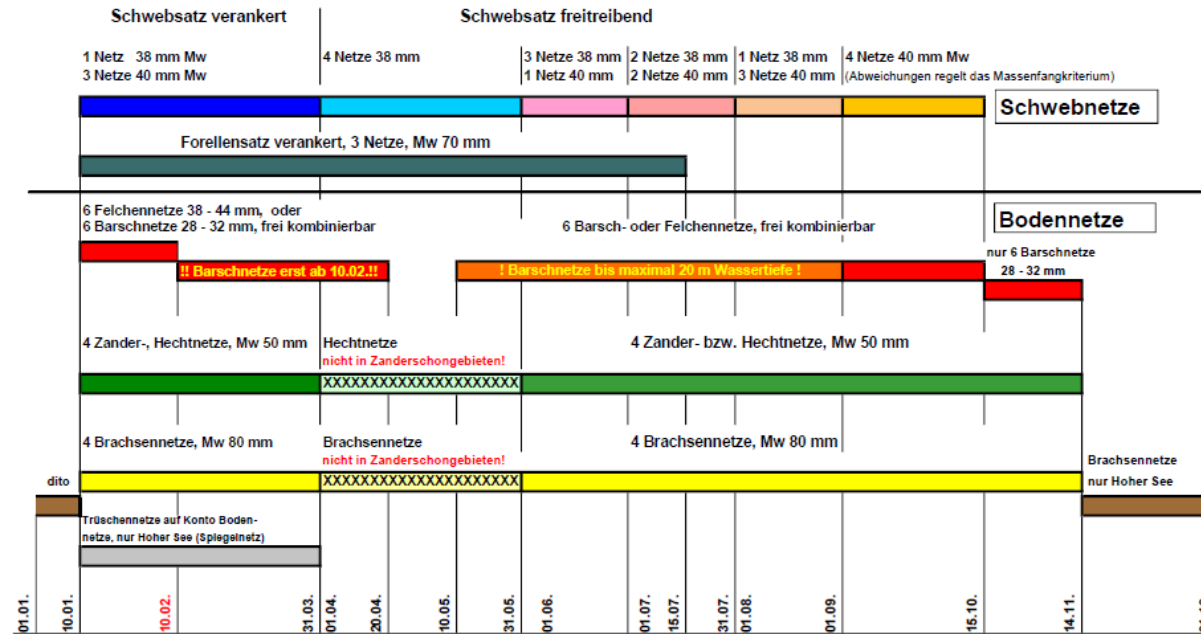 Schwebsatz verankert
Schwebsatz freitreibend
1 Netz 38 mm Mw
3 Netze 40 mm Mw
4 Netze 38 mm
3 Netze 38 mm
1 Netz 40 mm
2 Netze 38 mm
2 Netze 40 mm
1 Netz 38 mm
3 Netze 40 mm
4 Netze 40 mm Mw
(Abweichungen regelt das Massenfangkriterium)
Schwebnetze
Forellensatz verankert, 3 Netze, Mw 70 mm
6 Felchennetze 38 - 44 mm, oder
6 Barschnetze 28 - 32 mm, frei kombinierbar
6 Barsch- oder Felchennetze, frei kombinierbar
Bodennetze
!! Barschnetze erst ab 10.02.!!
! Barschnetze bis maximal 20 m Wassertiefe !
nur 6 Barschnetze
28 - 32 mm
4 Zander-, Hechtnetze, Mw 50 mm
Hechtnetze
nicht in Zanderschongebieten!
4 Zander- bzw. Hechtnetze, Mw 50 mm
XXXXXXXXXXXXXXXXXXXXX
4 Brachsennetze, Mw 80 mm
Brachsennetze
nicht in Zanderschongebieten!
4 Brachsennetze, Mw 80 mm
XXXXXXXXXXXXXXXXXXXXX
dito
Brachsennetze
nur Hoher See
Trüschennetze auf Konto Boden-
netze, nur Hoher See (Spiegelnetz)
01.01.
10.01.
10.02.
31.03.
01.04.
20.04.
10.05.
31.05.
01.06.
01.07.
15.07.
31.07.
01.08.
01.09.
15.10.
14.11.